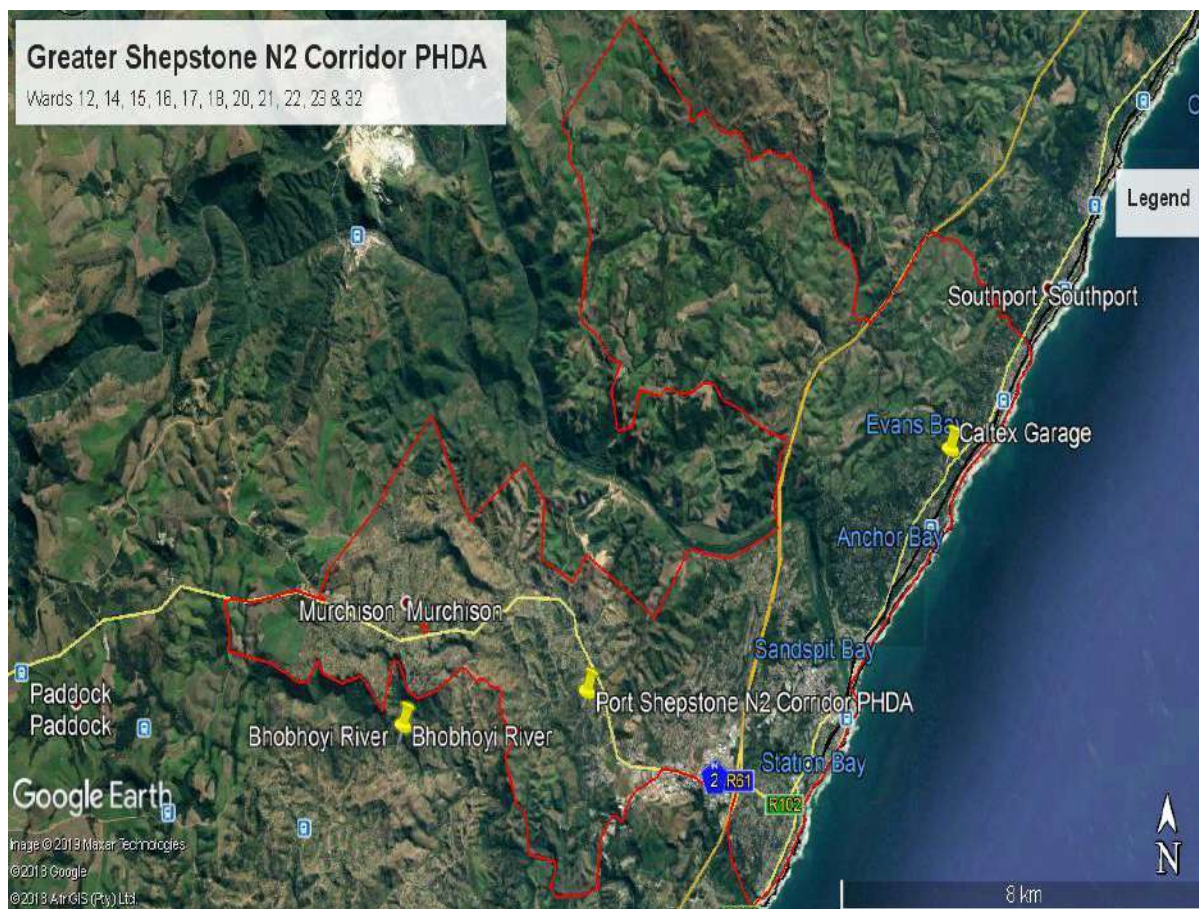 Greater Shepstone N2 Corridor PHDA
Wards 12, 14, 15, 16, 17, 18, 20, 21, 22, 23 & 32
Legend
Southport Southport
Evans Bay
Caltex Garage
Anchor Bay
Murchison Murchison
Sandspit Bay
Paddock
Paddock
Port Shepstone N2 Corridor PHDA
Bhobhoyi River Bhobhoyi River
Station Bay
N
2
R61
R102
Google Earth
Image © 2019 Maxar Technologies
©2018 Google
©2018 AfriGIS (Pty) Ltd.
N
8 km